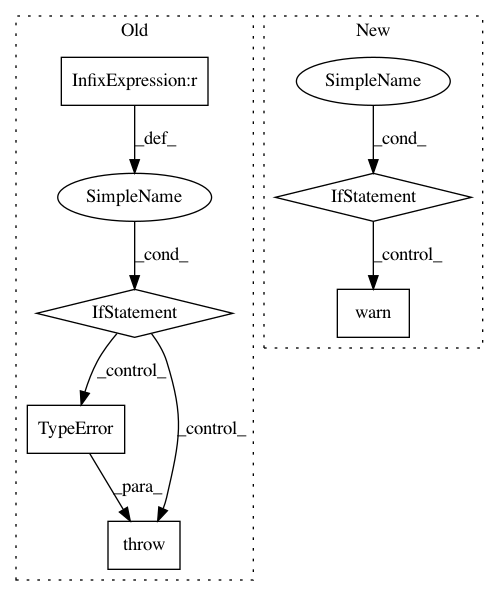 Old
InfixExpression:r
_def_
SimpleName
_cond_
IfStatement
_control_
TypeError
_control_
_para_
throw
New
SimpleName
_cond_
IfStatement
_control_
warn